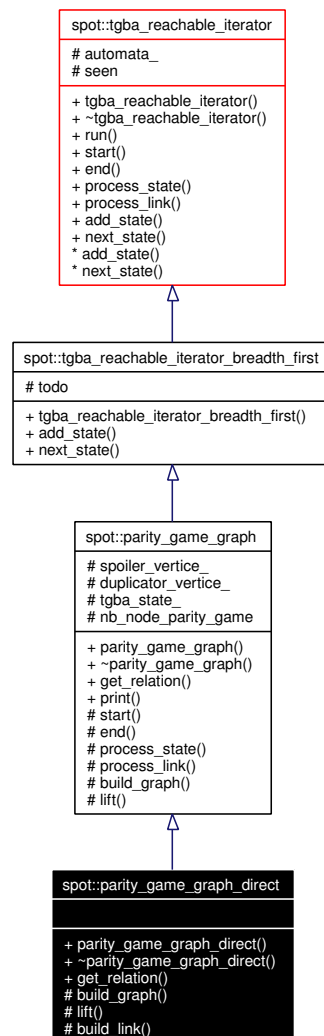 spot::tgba_reachable_iterator
# automata_
# seen
+ tgba_reachable_iterator()
+ ~tgba_reachable_iterator()
+ run()
+ start()
+ end()
+ process_state()
+ process_link()
+ add_state()
+ next_state()
* add_state()
* next_state()
spot::tgba_reachable_iterator_breadth_first
# todo
+ tgba_reachable_iterator_breadth_first()
+ add_state()
+ next_state()
spot::parity_game_graph
# spoiler_vertice_
# duplicator_vertice_
# tgba_state_
# nb_node_parity_game
+ parity_game_graph()
+ ~parity_game_graph()
+ get_relation()
+ print()
# start()
# end()
# process_state()
# process_link()
# build_graph()
# lift()
spot::parity_game_graph_direct
+ parity_game_graph_direct()
+ ~parity_game_graph_direct()
+ get_relation()
# build_graph()
# lift()
# build_link()